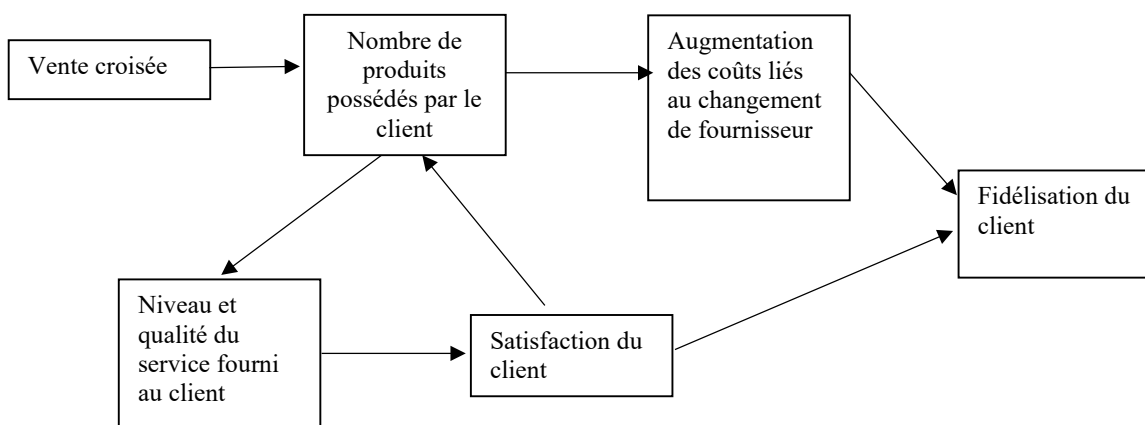 Vente croisée
Nombre de
produits
possédés par le
client
Augmentation
des coûts liés
au changement
de fournisseur
Fidélisation du
client
Niveau et
qualité du
service fourni
au client
Satisfaction du
client